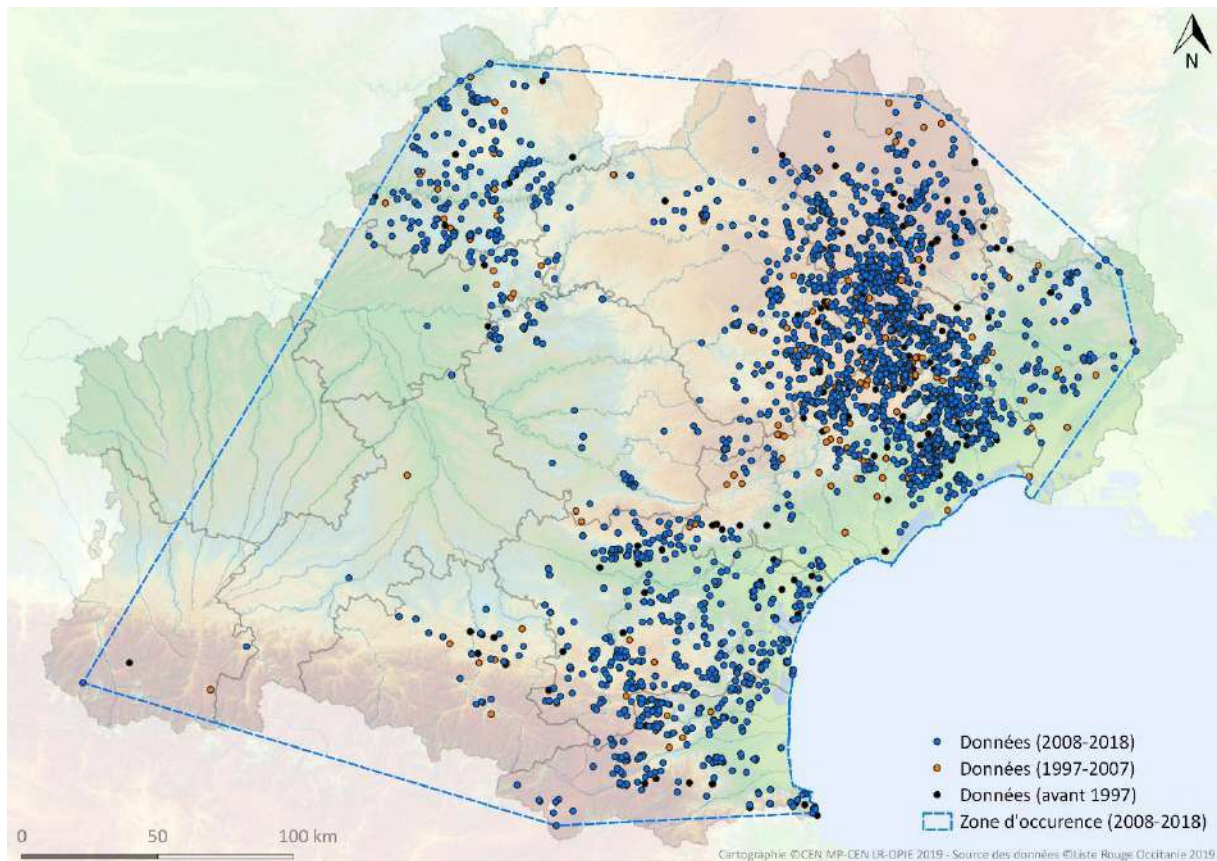 N
Données (2008-2018)
Données (1997-2007)
Données (avant 1997)
Zone d'occurence (2008-2018)
0 50 100 km
Cartographie ©CEN MP-CEN LR-OPIE 2019 - Source des données ©Liste Rouge Occitanie 2019